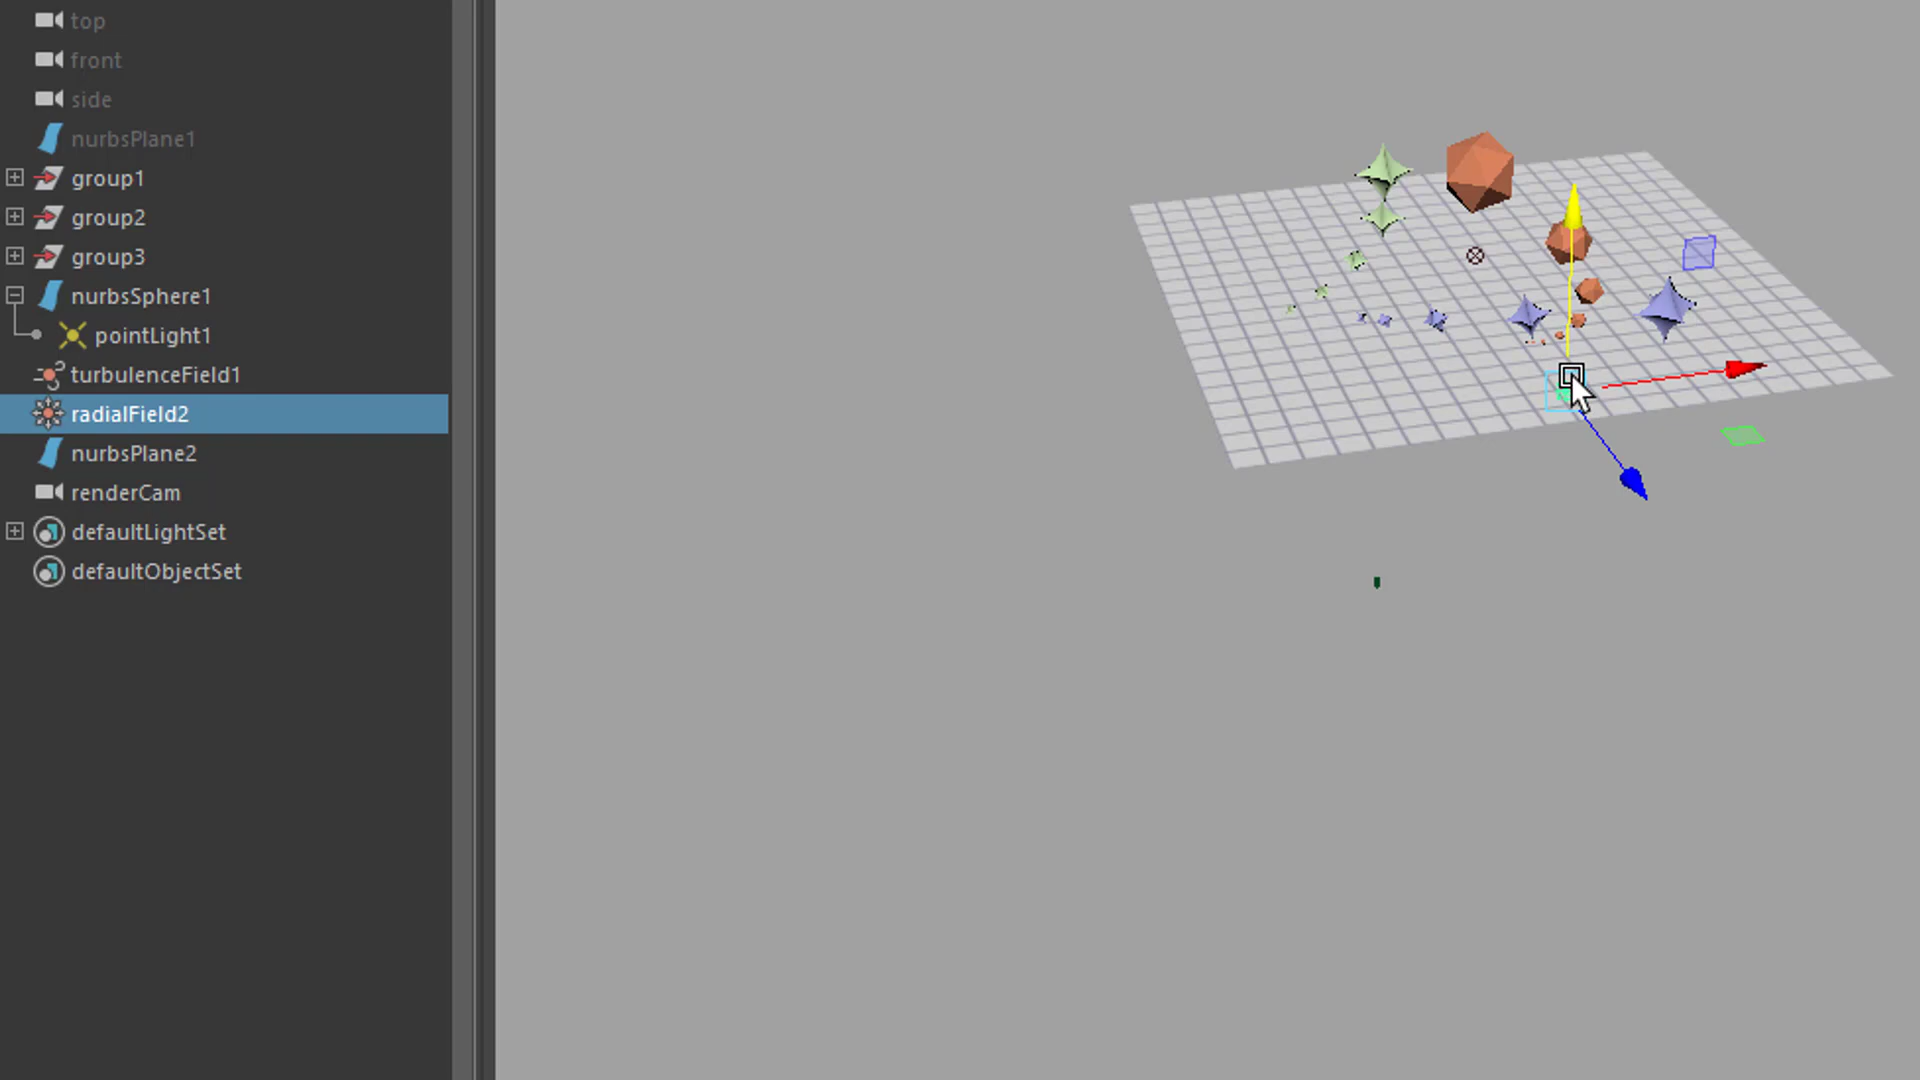 top
front
side
nurbsPlane1
group1
group2
group3
nurbsSphere1
pointLight1
turbulenceField1
radialField2
nurbsPlane2
renderCam
defaultLightSet
defaultObjectSet